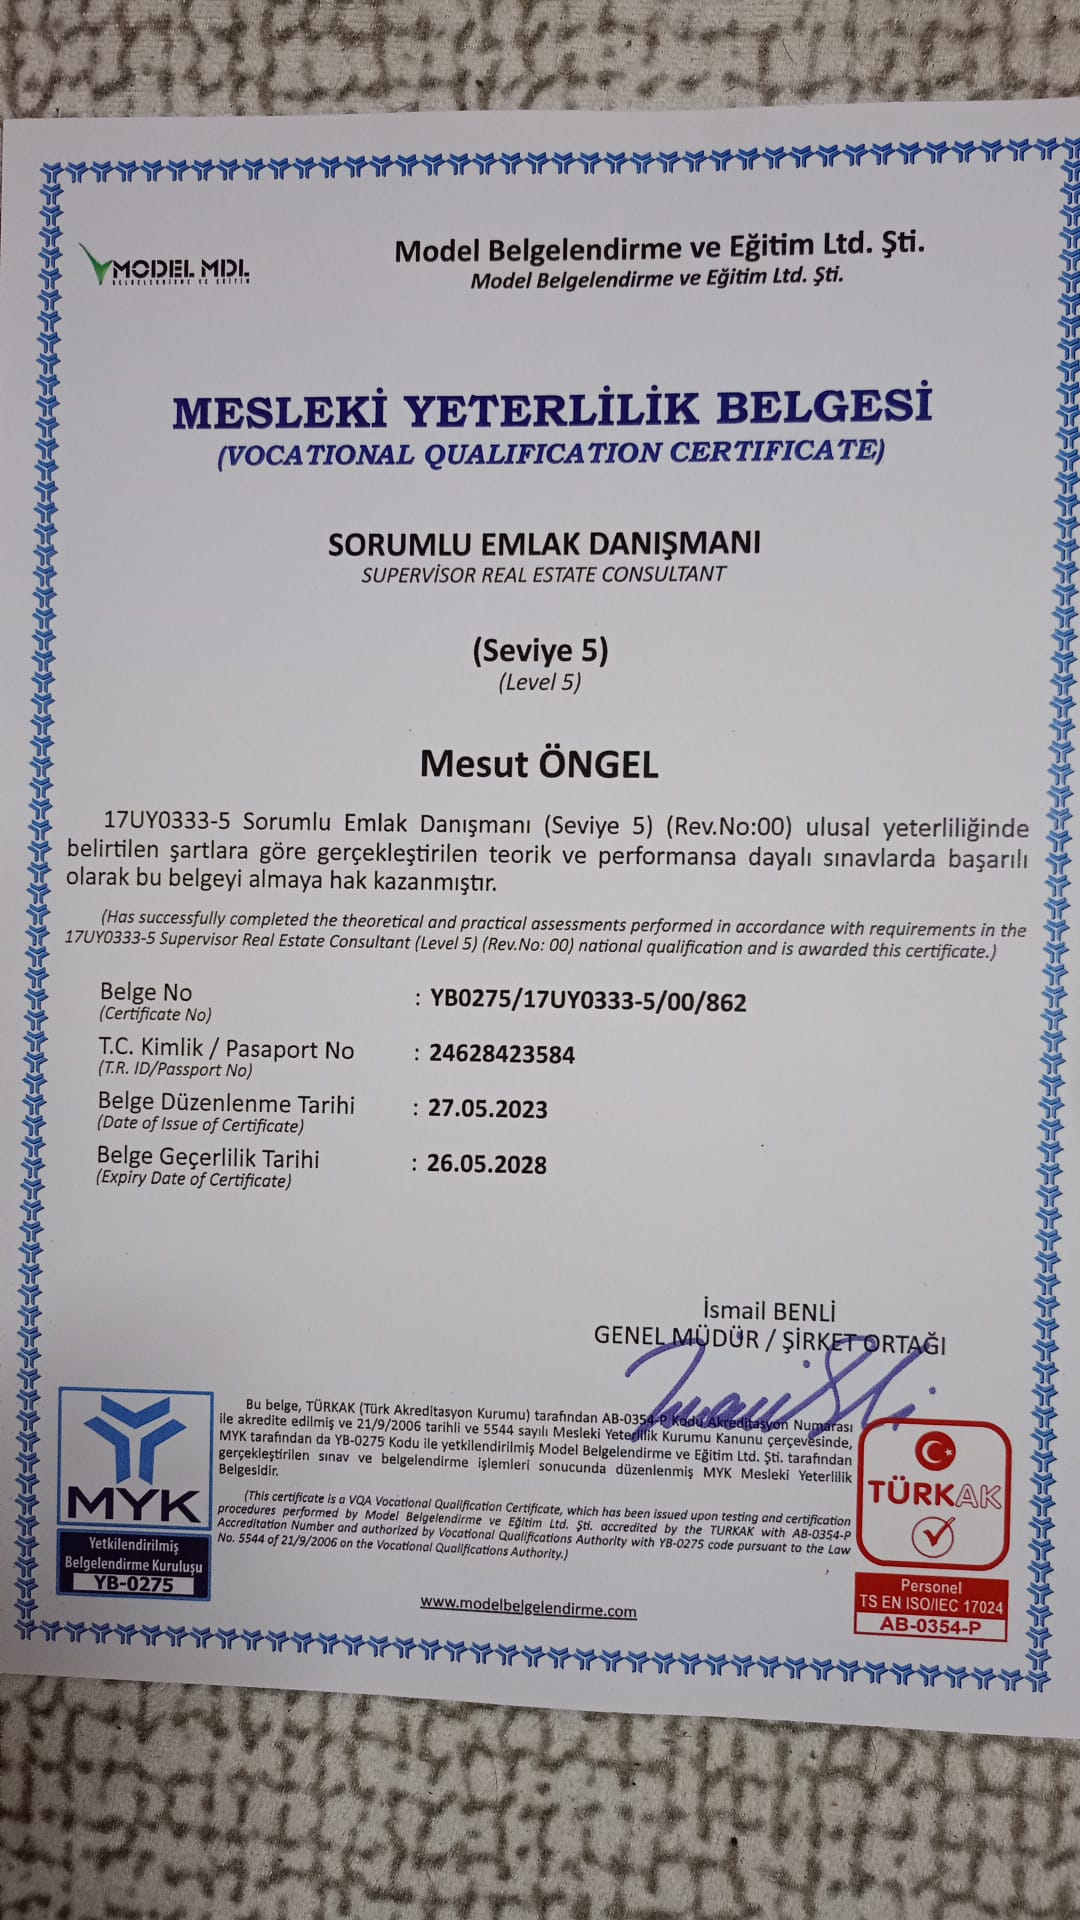 MODEL MDL
BELGELENDİRME VE EĞİTİM
Model Belgelendirme ve Eğitim Ltd. Şti.
Model Belgelendirme ve Eğitim Ltd. Şti.
MESLEKİ YETERLİLİK BELGESİ
(VOCATIONAL QUALIFICATION CERTIFICATE)
SORUMLU EMLAK DANIŞMANI
SUPERVİSOR REAL ESTATE CONSULTANT
(Seviye 5)
(Level 5)
Mesut ÖNGEL
17UY0333-5 Sorumlu Emlak Danışmanı (Seviye 5) (Rev.No:00) ulusal yeterliliğinde
belirtilen şartlara göre gerçekleştirilen teorik ve performansa dayalı sınavlarda başarılı
olarak bu belgeyi almaya hak kazanmıştır.
(Has successfully completed the theoretical and practical assessments performed in accordance with requirements in the
17UY0333-5 Supervisor Real Estate Consultant (Level 5) (Rev.No: 00) national qualification and is awarded this certificate.)
Belge No : YB0275/17UY0333-5/00/862
(Certificate No)
T.C. Kimlik / Pasaport No : 24628423584
(T.R. ID/Passport No)
Belge Düzenlenme Tarihi : 27.05.2023
(Date of Issue of Certificate)
Belge Geçerlilik Tarihi : 26.05.2028
(Expiry Date of Certificate)
İsmail BENLİ
GENEL MÜDÜR / ŞİRKET ORTAĞI
Bu belge, TÜRKAK (Türk Akreditasyon Kurumu) tarafından AB-0354-P Kodu Akreditasyon Numarası
ile akredite edilmiş ve 21/9/2006 tarihli ve 5544 sayılı Mesleki Yeterlilik Kurumu Kanunu çerçevesinde,
MYK tarafından da YB-0275 Kodu ile yetkilendirilmiş Model Belgelendirme ve Eğitim Ltd. Şti. tarafından
gerçekleştirilen sınav ve belgelendirme işlemleri sonucunda düzenlenmiş MYK Mesleki Yeterlilik
Belgesidir.
(This certificate is a VQA Vocational Qualification Certificate, which has been issued upon testing and certification
procedures performed by Model Belgelendirme ve Eğitim Ltd. Şti. accredited by the TURKAK with AB-0354-P
Accreditation Number and authorized by Vocational Qualifications Authority with YB-0275 code pursuant to the Law
No. 5544 of 21/9/2006 on the Vocational Qualifications Authority.)
MYK
Yetkilendirilmiş
Belgelendirme Kuruluşu
YB-0275
www.modelbelgelendirme.com
TÜRKAK
Personel
TS EN ISO/IEC 17024
AB-0354-P